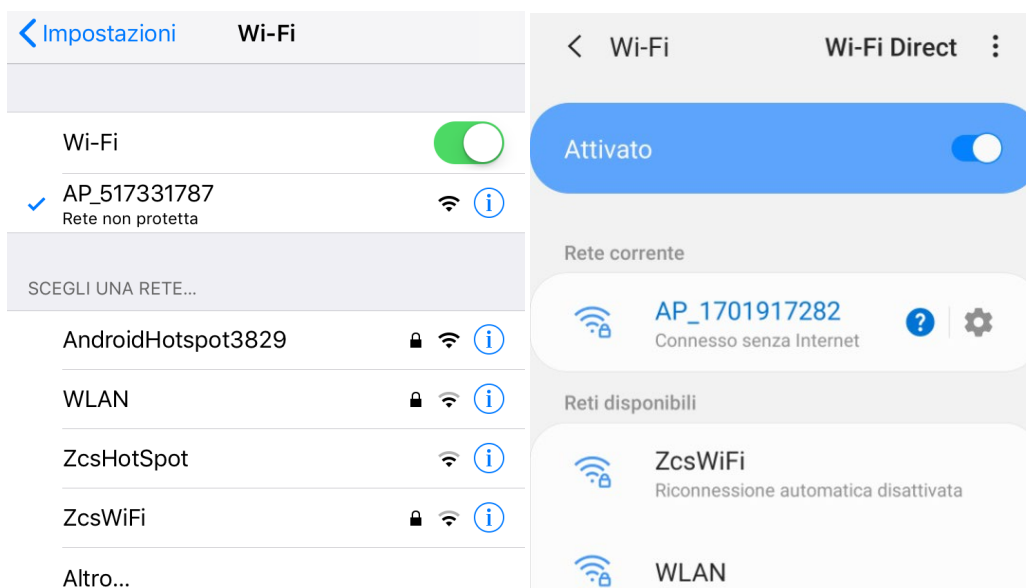 Impostazioni
Wi-Fi
Wi-Fi
AP_517331787
Rete non protetta
SCEGLI UNA RETE...
AndroidHotspot3829
WLAN
ZcsHotSpot
ZcsWiFi
Altro...
Wi-Fi
Wi-Fi Direct
Attivato
Rete corrente
AP_1701917282
Connesso senza Internet
Reti disponibili
ZcsWiFi
Riconnessione automatica disattivata
WLAN